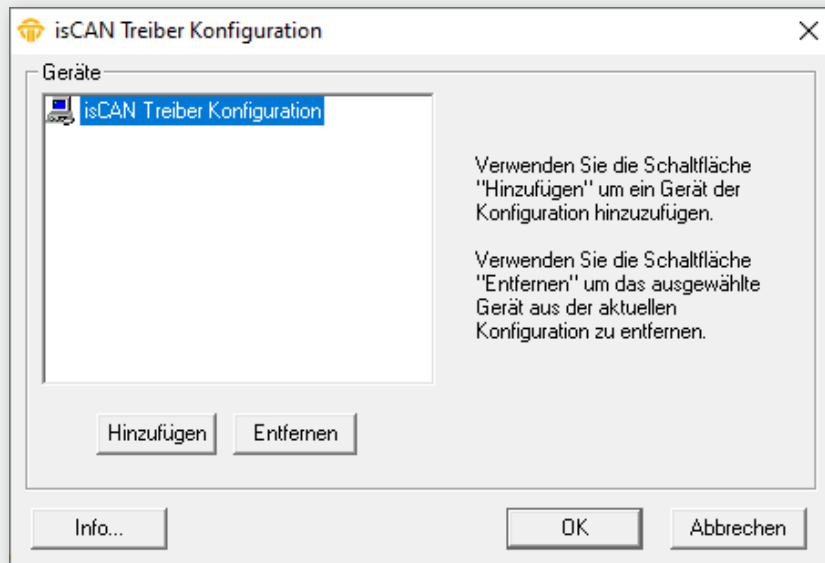 isCAN Treiber Konfiguration
Geräte
isCAN Treiber Konfiguration
Verwenden Sie die Schaltfläche
"Hinzufügen" um ein Gerät der
Konfiguration hinzuzufügen.
Verwenden Sie die Schaltfläche
"Entfernen" um das ausgewählte
Gerät aus der aktuellen
Konfiguration zu entfernen.
Hinzufügen Entfernen
Info... OK Abbrechen